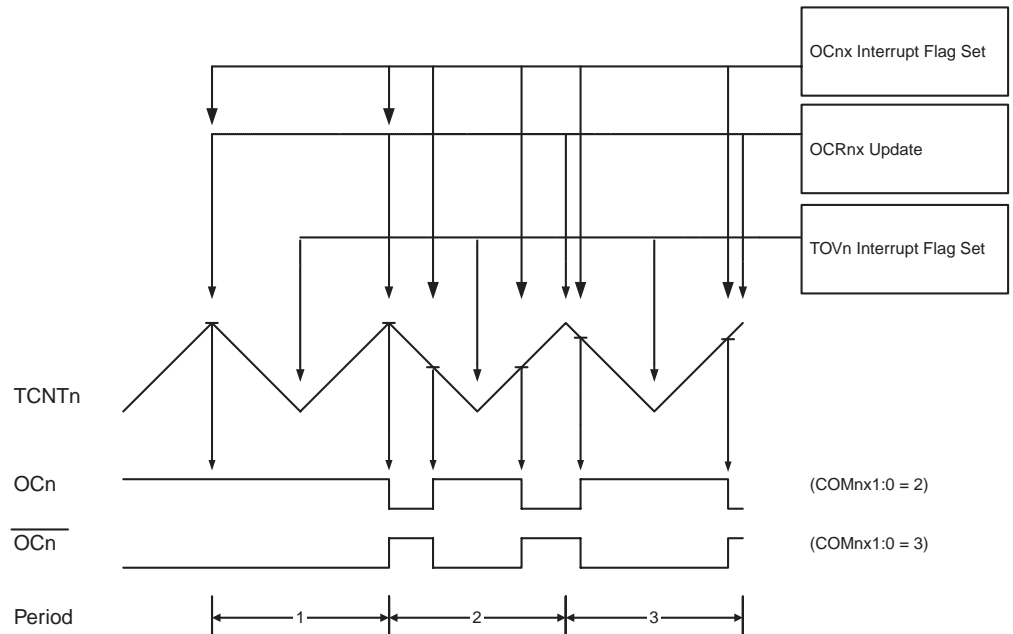 OCnx Interrupt Flag Set
OCRnx Update
TOVn Interrupt Flag Set
TCNTn
OCn (COMnx1:0 = 2)
OCn (COMnx1:0 = 3)
Period 1 2 3